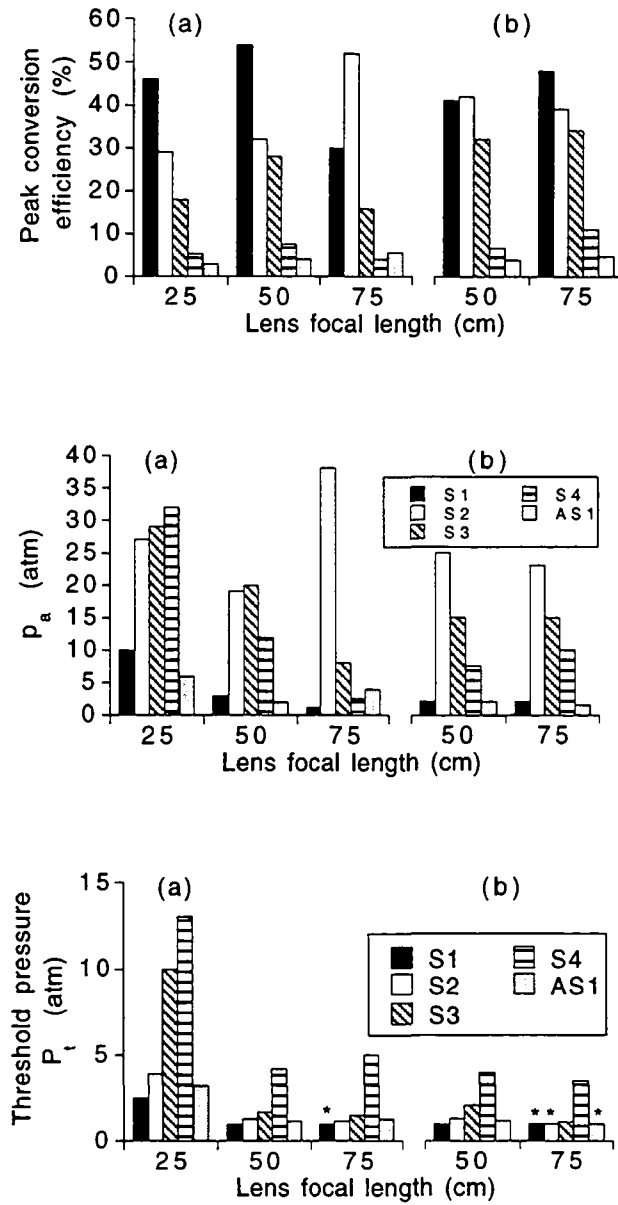 (a) (b)
Peak conversion
efficiency (%)
60
50
40
30
20
10
0
25 50 75 50 75
Lens focal length (cm)
(a) (b)
p a (atm)
40
35
30
25
20
15
10
5
0
S1 S4
S2 AS1
S3
25 50 75 50 75
Lens focal length (cm)
(a) (b)
Threshold pressure
P t (atm)
15
10
5
0
S1 S4
S2 AS1
S3
* * * *
25 50 75 50 75
Lens focal length (cm)